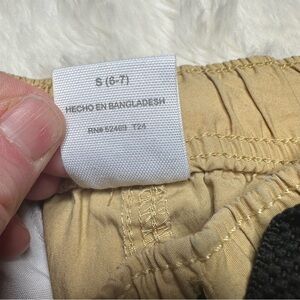 S (6-7)
HECHO EN BANGLADESH
RN# 52469 T24